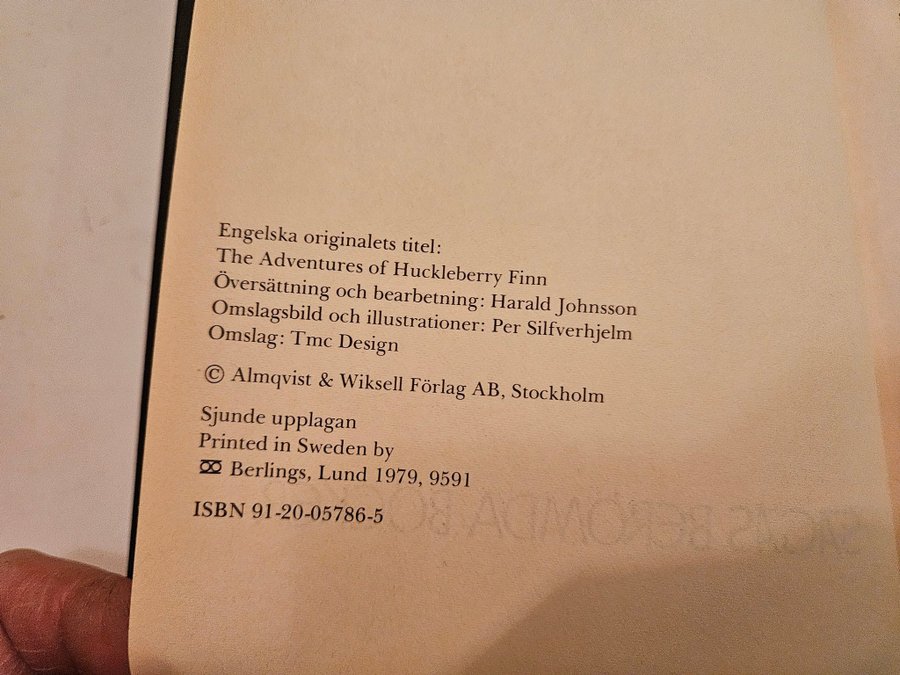 Engelska originalets titel:
The Adventures of Huckleberry Finn
Översättning och bearbetning: Harald Johnsson
Omslagsbild och illustrationer: Per Silfverhjelm
Omslag: Tmc Design
© Almqvist & Wiksell Förlag AB, Stockholm
Sjunde upplagan
Printed in Sweden by
Berlings, Lund 1979, 9591
ISBN 91-20-05786-5